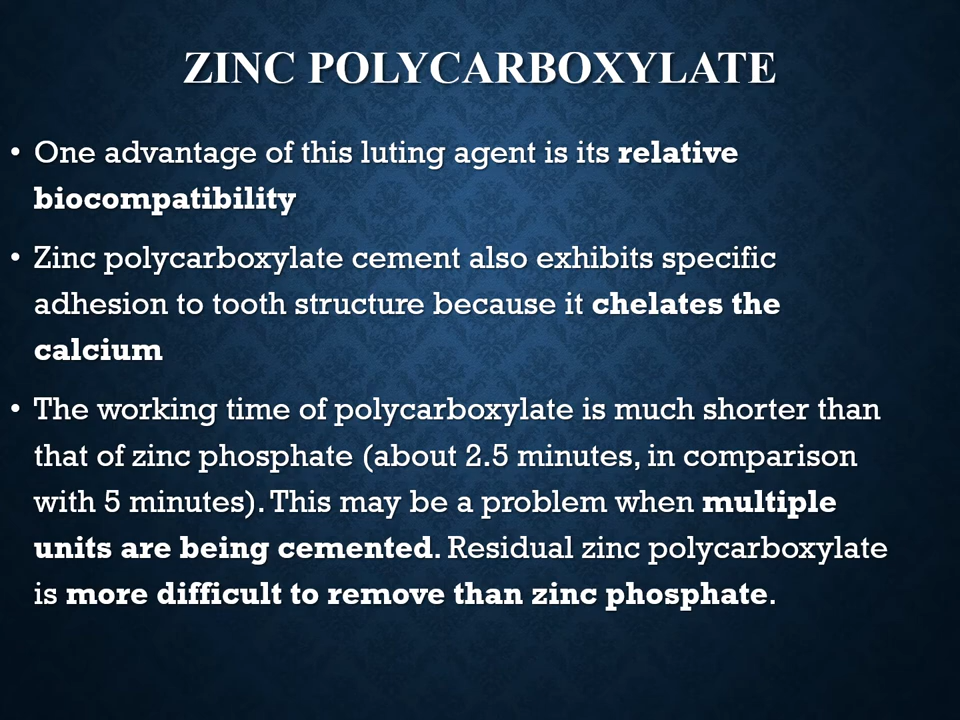 ZINC POLYCARBOXYLATE
• One advantage of this luting agent is its relative
biocompatibility
• Zinc polycarboxylate cement also exhibits specific
adhesion to tooth structure because it chelates the
calcium
• The working time of polycarboxylate is much shorter than
that of zinc phosphate (about 2.5 minutes, in comparison
with 5 minutes). This may be a problem when multiple
units are being cemented. Residual zinc polycarboxylate
is more difficult to remove than zinc phosphate.